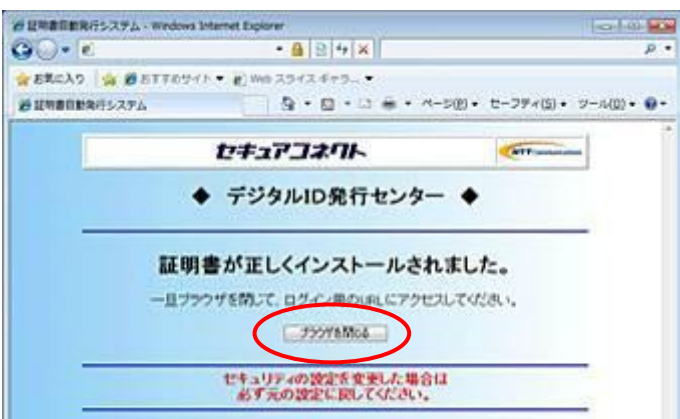 証明書自動発行システム - Windows Internet Explorer
お気に入り おすすめサイト Web スライス ギャラ...
証明書自動発行システム ページ(P) セーフティ(S) ツール(O)
セキュアコネクト
◆ デジタルID発行センター ◆
証明書が正しくインストールされました。
一旦ブラウザを閉じて、ログイン用のURLにアクセスしてください。
ブラウザを閉じる
セキュリティの設定を変更した場合は
必ず元の設定に戻してください。